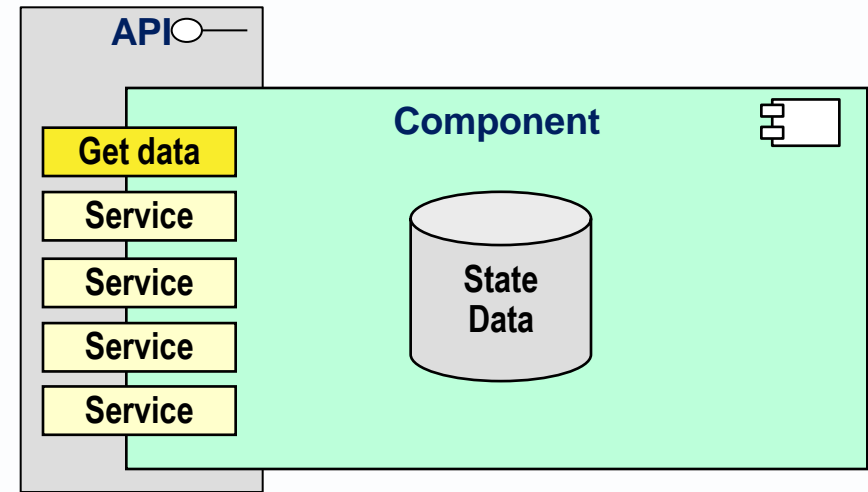 API
Component
Get data
Service
Service
Service
Service
State
Data